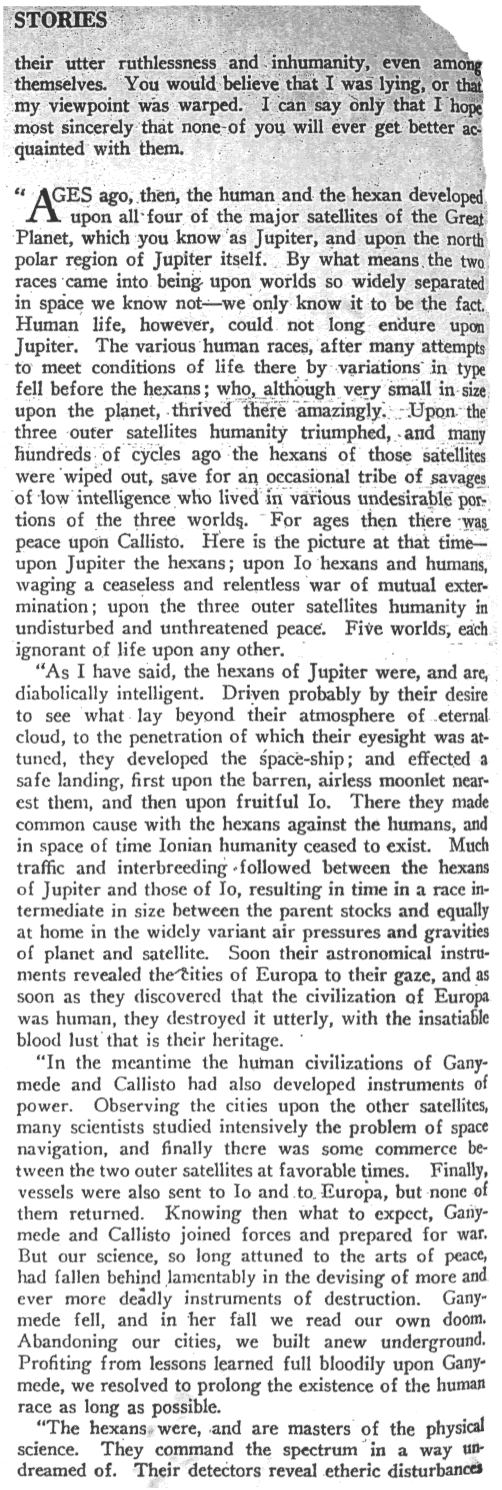 STORIES
their utter ruthlessness and inhumanity, even among
themselves. You would believe that I was lying, or that
my viewpoint was warped. I can say only that I hope
most sincerely that none of you will ever get better ac-
quainted with them.
“AGES ago, then, the human and the hexan developed
upon all four of the major satellites of the Great
Planet, which you know as Jupiter, and upon the north
polar region of Jupiter itself. By what means the two
races came into being upon worlds so widely separated
in space we know not—we only know it to be the fact.
Human life, however, could not long endure upon
Jupiter. The various human races, after many attempts
to meet conditions of life there by variations in type
fell before the hexans; who, although very small in size
upon the planet, thrived there amazingly. Upon the
three outer satellites humanity triumphed, and many
hundreds of cycles ago the hexans of those satellites
were wiped out, save for an occasional tribe of savages
of low intelligence who lived in various undesirable por-
tions of the three worlds. For ages then there was
peace upon Callisto. Here is the picture at that time—
upon Jupiter the hexans; upon Io hexans and humans,
waging a ceaseless and relentless war of mutual exter-
mination; upon the three outer satellites humanity in
undisturbed and unthreatened peace. Five worlds, each
ignorant of life upon any other.
“As I have said, the hexans of Jupiter were, and are,
diabolically intelligent. Driven probably by their desire
to see what lay beyond their atmosphere of eternal
cloud, to the penetration of which their eyesight was at-
tuned, they developed the space-ship; and effected a
safe landing, first upon the barren, airless moonlet near-
est them, and then upon fruitful Io. There they made
common cause with the hexans against the humans, and
in space of time Ionian humanity ceased to exist. Much
traffic and interbreeding followed between the hexans
of Jupiter and those of Io, resulting in time in a race in-
termediate in size between the parent stocks and equally
at home in the widely variant air pressures and gravities
of planet and satellite. Soon their astronomical instru-
ments revealed the cities of Europa to their gaze, and as
soon as they discovered that the civilization of Europa
was human, they destroyed it utterly, with the insatiable
blood lust that is their heritage.
“In the meantime the human civilizations of Gany-
mede and Callisto had also developed instruments of
power. Observing the cities upon the other satellites,
many scientists studied intensively the problem of space
navigation, and finally there was some commerce be-
tween the two outer satellites at favorable times. Finally,
vessels were also sent to Io and to Europa, but none of
them returned. Knowing then what to expect, Gany-
mede and Callisto joined forces and prepared for war.
But our science, so long attuned to the arts of peace,
had fallen behind lamentably in the devising of more and
ever more deadly instruments of destruction. Gany-
mede fell, and in her fall we read our own doom.
Abandoning our cities, we built anew underground.
Profiting from lessons learned full bloodily upon Gany-
mede, we resolved to prolong the existence of the human
race as long as possible.
“The hexans were, and are masters of the physical
science. They command the spectrum in a way un-
dreamed of. Their detectors reveal etheric disturbances